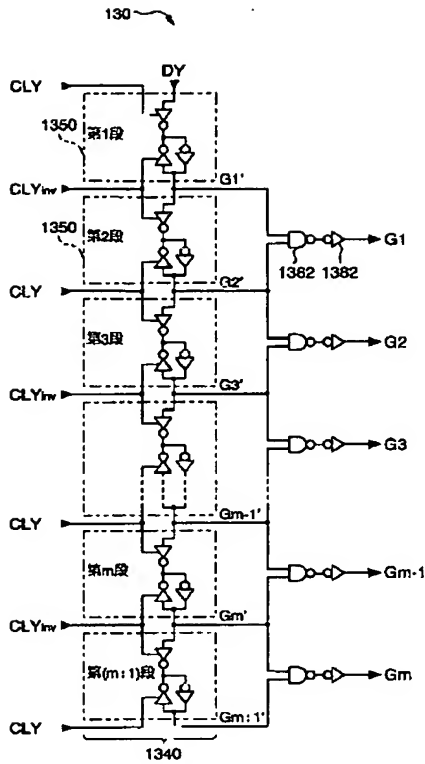 130
CLY
DY
1350
第1段
CLYinv
G1'
1350
第2段
G1
1382
1382
CLY
G2'
第3段
G2
CLYinv
G3'
G3
CLY
Gm-1'
第m段
Gm-1
CLYinv
Gm'
第(m:1)段
Gm
CLY
Gm:1'
1340